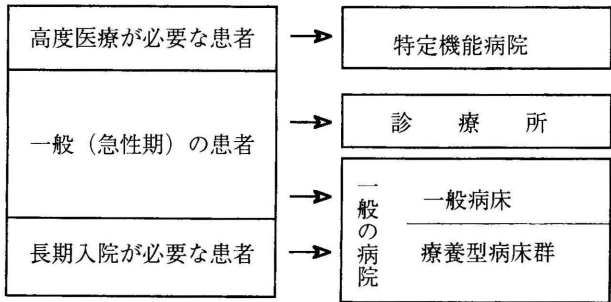 高度医療が必要な患者
特定機能病院
一般（急性期）の患者
診療所
一般の病院
一般病床
長期入院が必要な患者
療養型病床群